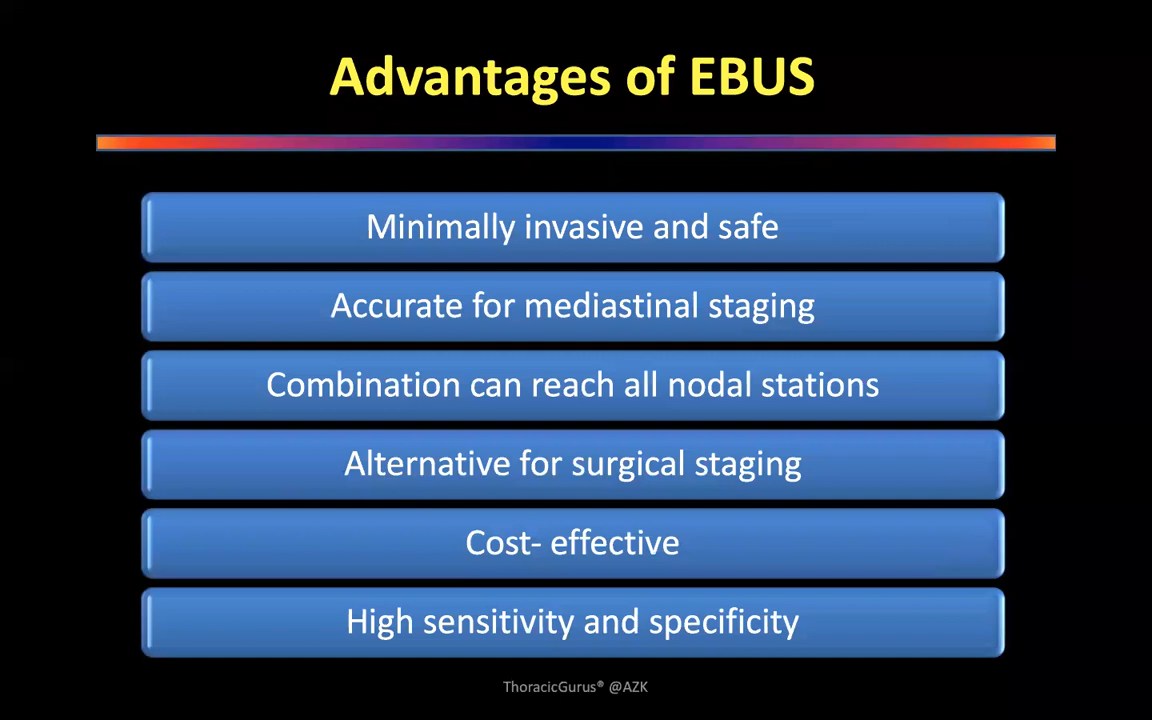 Advantages of EBUS
Minimally invasive and safe
Accurate for mediastinal staging
Combination can reach all nodal stations
Alternative for surgical staging
Cost- effective
High sensitivity and specificity
ThoracicGurus® @AZK